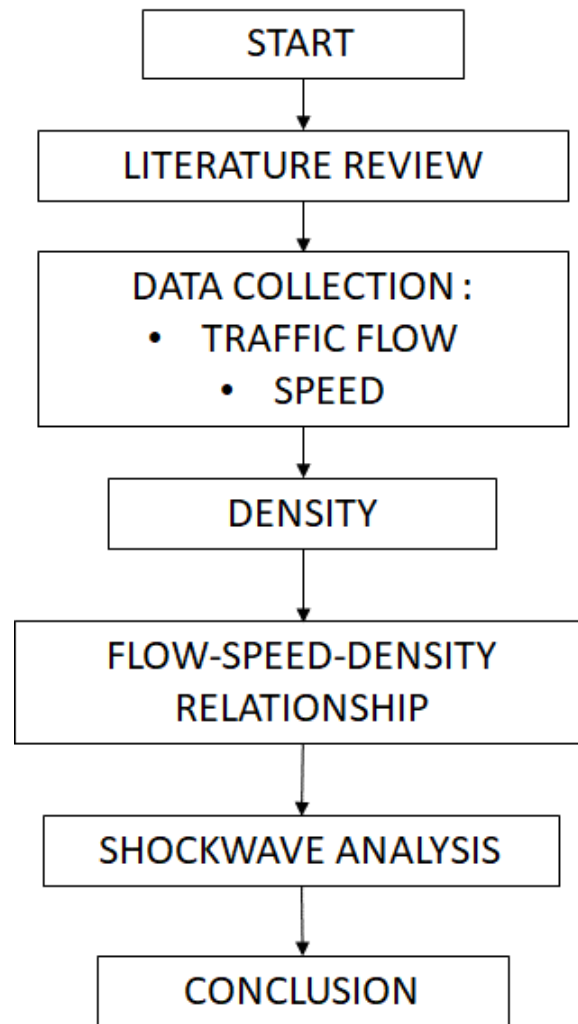 START
LITERATURE REVIEW
DATA COLLECTION :
• TRAFFIC FLOW
• SPEED
DENSITY
FLOW-SPEED-DENSITY
RELATIONSHIP
SHOCKWAVE ANALYSIS
CONCLUSION